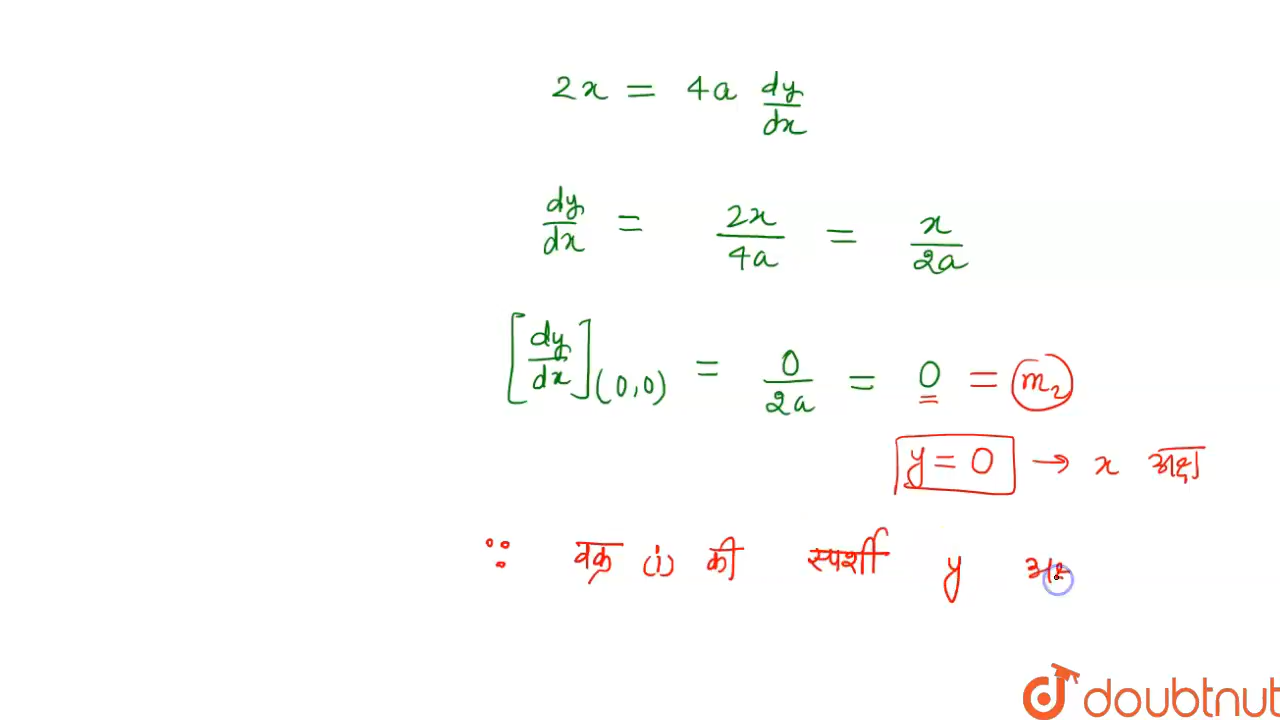 2x = 4a dy/dx
dy/dx = 2x/4a = x/2a
[dy/dx](0,0) = 0/2a = 0 = m₂
y = 0 → x अक्ष
∵ वक्र (i) की स्पर्शी y
doubtnut